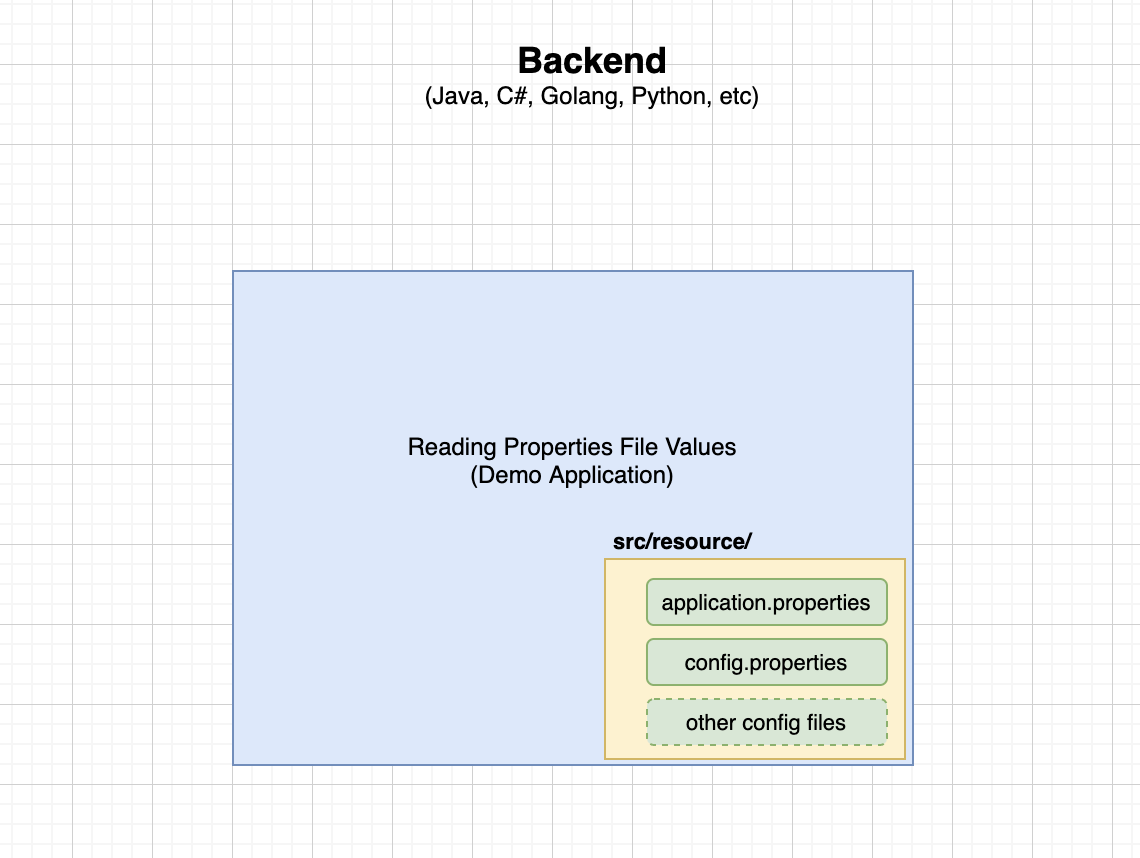 Backend
(Java, C#, Golang, Python, etc)
Reading Properties File Values
(Demo Application)
src/resource/
application.properties
config.properties
other config files